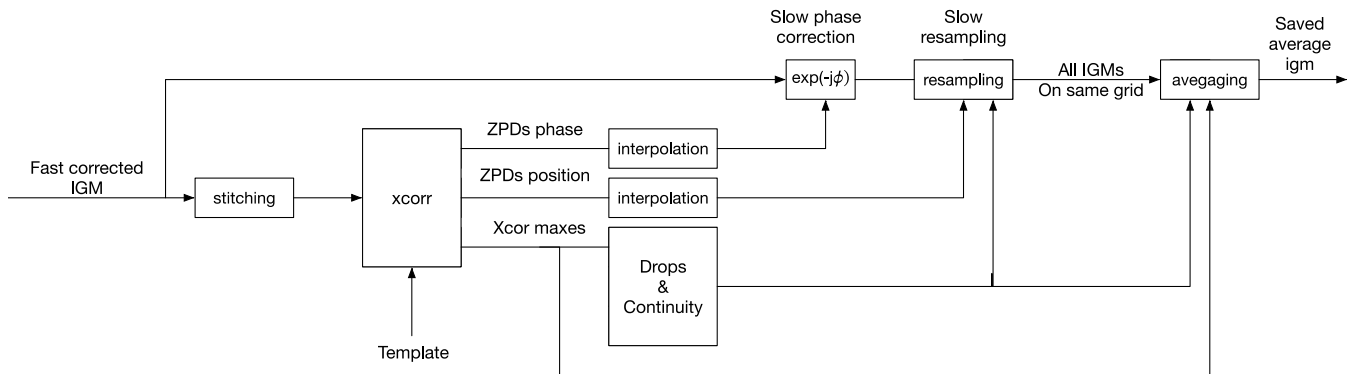 Slow phase
correction
Slow
resampling
Saved
average
igm
exp(-jϕ)
resampling
All IGMs
On same grid
avegaging
Fast corrected
IGM
stitching
xcorr
ZPDs phase
interpolation
ZPDs position
interpolation
Xcor maxes
Drops
&
Continuity
Template